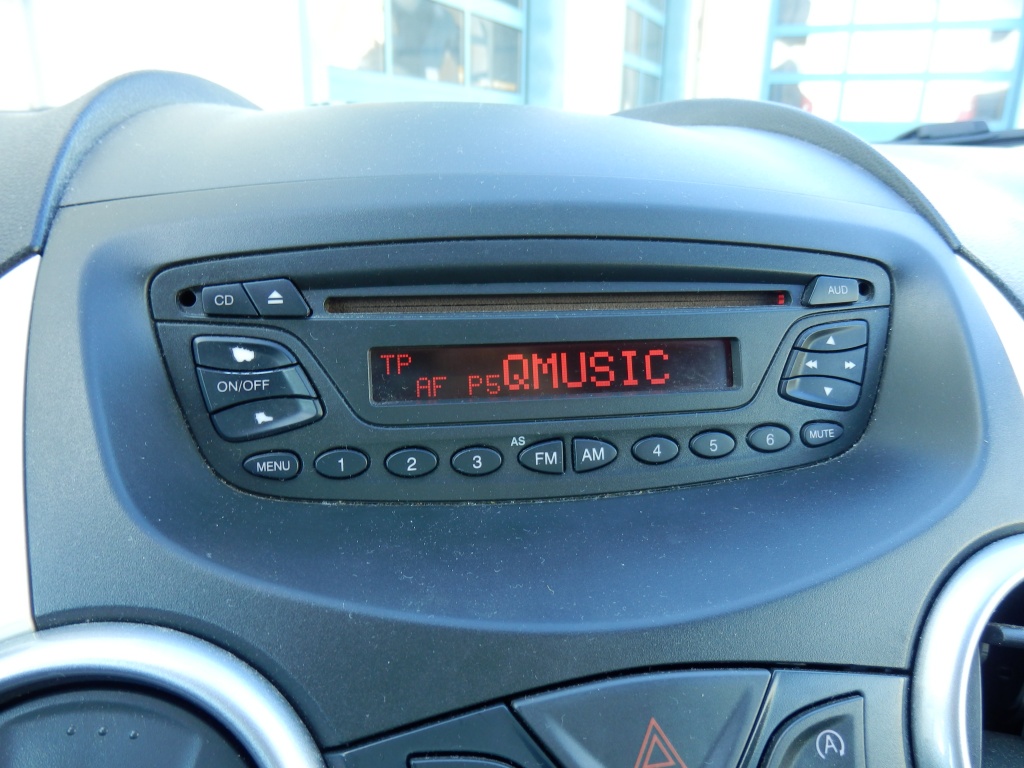 CD
AUD
TP
AF P5 QMUSIC
ON/OFF
MENU 1 2 3 AS FM AM 4 5 6 MUTE
A